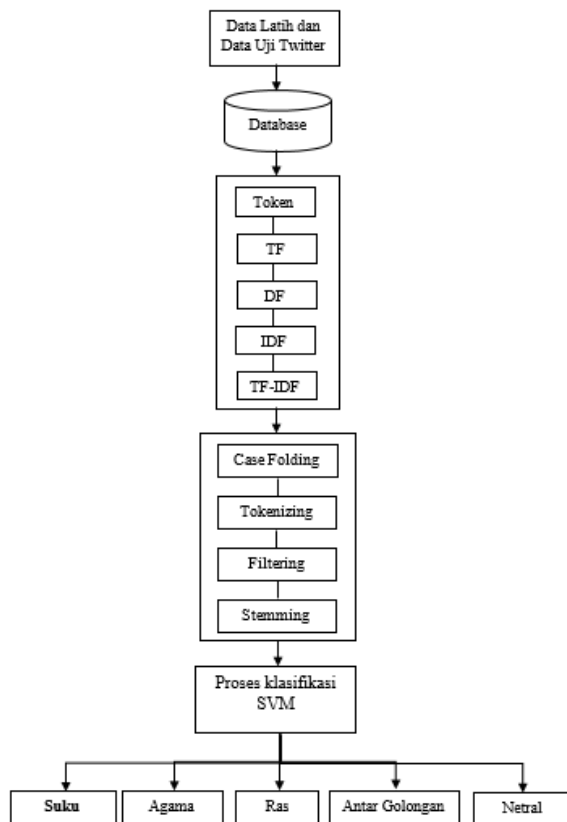 Data Latih dan
Data Uji Twitter
Database
Token
TF
DF
IDF
TF-IDF
Case Folding
Tokenizing
Filtering
Stemming
Proses klasifikasi
SVM
Suku
Agama
Ras
Antar Golongan
Netral